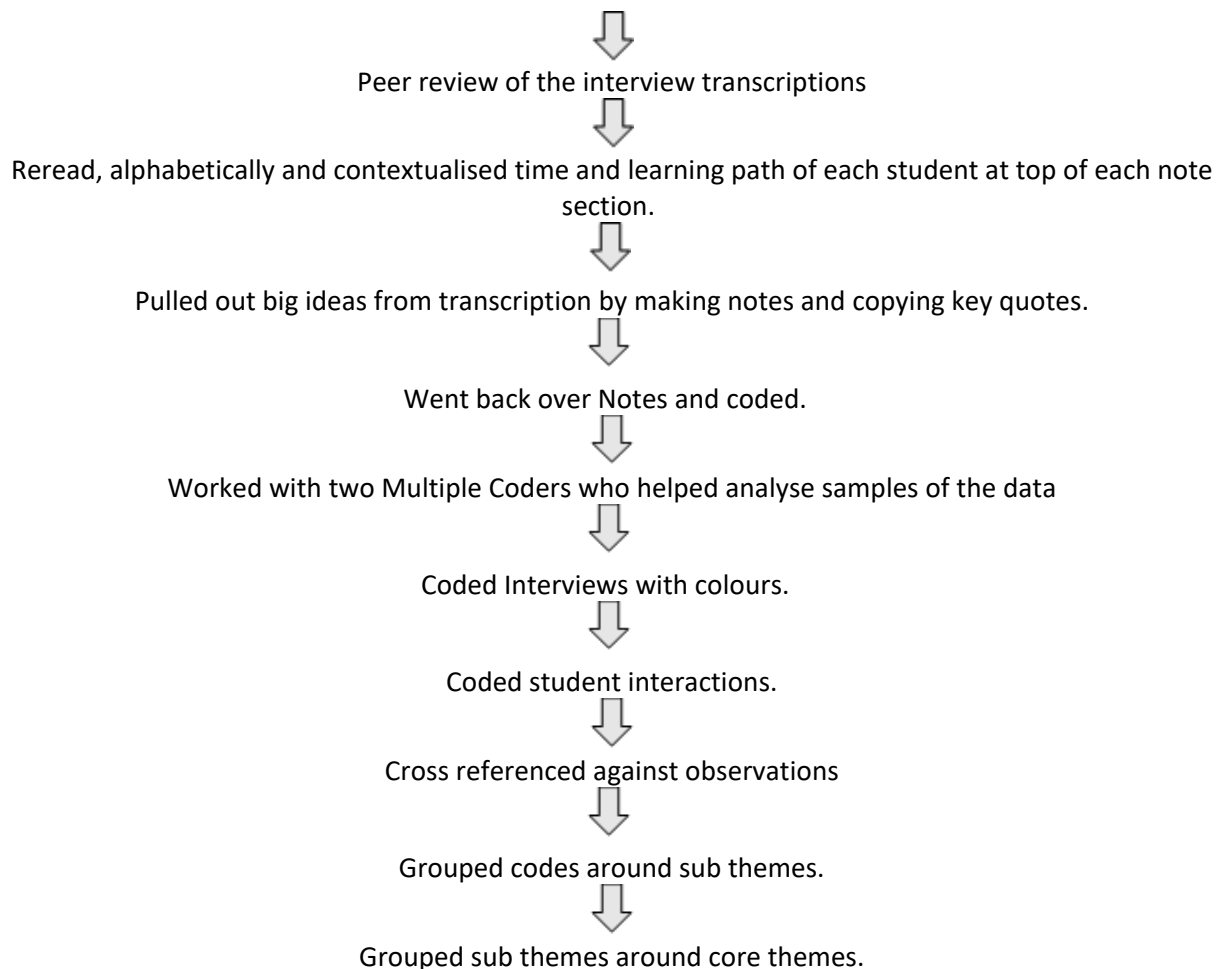 Peer review of the interview transcriptions
Reread, alphabetically and contextualised time and learning path of each student at top of each note
section.
Pulled out big ideas from transcription by making notes and copying key quotes.
Went back over Notes and coded.
Worked with two Multiple Coders who helped analyse samples of the data
Coded Interviews with colours.
Coded student interactions.
Cross referenced against observations
Grouped codes around sub themes.
Grouped sub themes around core themes.